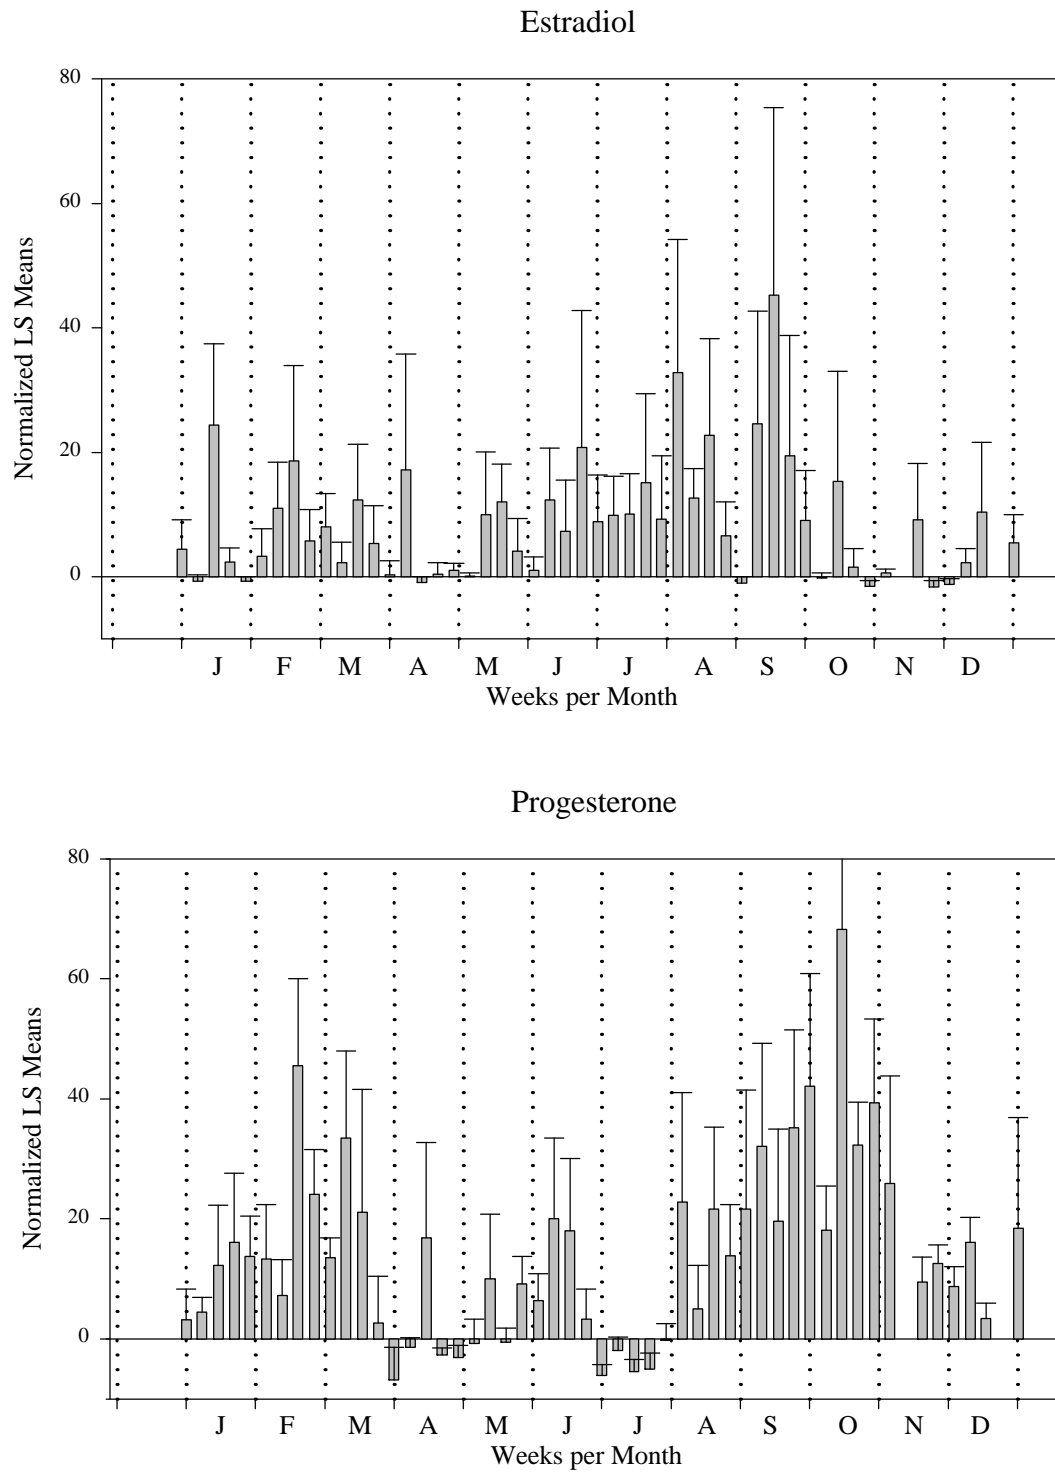 Estradiol
80
60
40
20
0
Normalized LS Means
J F M A M J J A S O N D
Weeks per Month
Progesterone
80
60
40
20
0
Normalized LS Means
J F M A M J J A S O N D
Weeks per Month